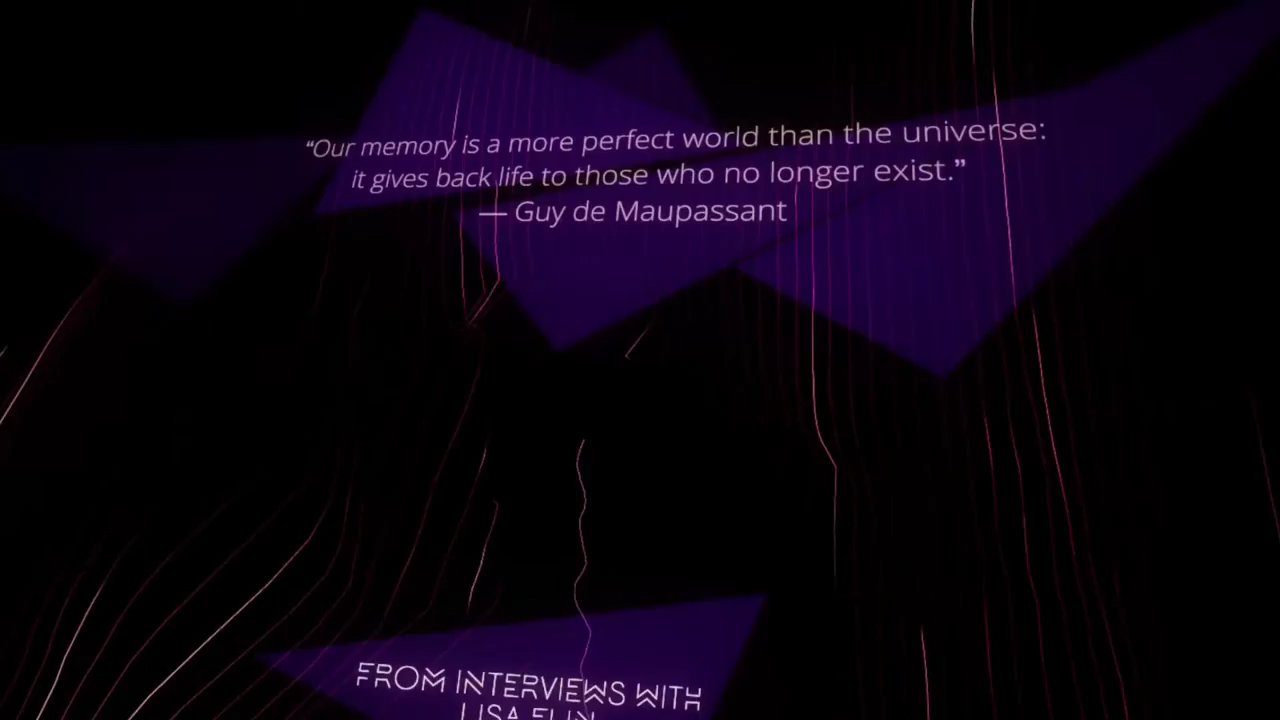 “Our memory is a more perfect world than the universe:
it gives back life to those who no longer exist.”
— Guy de Maupassant
FROM INTERVIEWS WITH
LISA